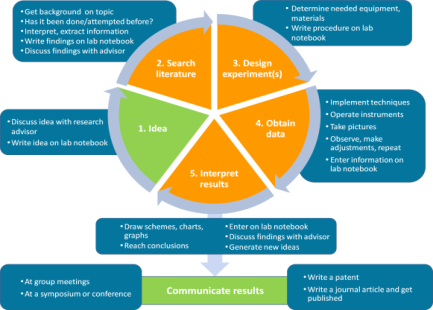 • Get background on topic
• Has it been done/attempted before?
• Interpret, extract information
• Write findings on lab notebook
• Discuss findings with advisor
• Determine needed equipment,
materials
• Write procedure on lab
notebook
2. Search
literature
3. Design
experiment(s)
• Discuss idea with research
advisor
• Write idea on lab notebook
1. Idea
4. Obtain
data
• Implement techniques
• Operate instruments
• Take pictures
• Observe, make
adjustments, repeat
• Enter information on
lab notebook
5. Interpret
results
• Draw schemes, charts,
graphs
• Reach conclusions
• Enter on lab notebook
• Discuss findings with advisor
• Generate new ideas
• At group meetings
• At a symposium or conference
Communicate results
• Write a patent
• Write a journal article and get
published